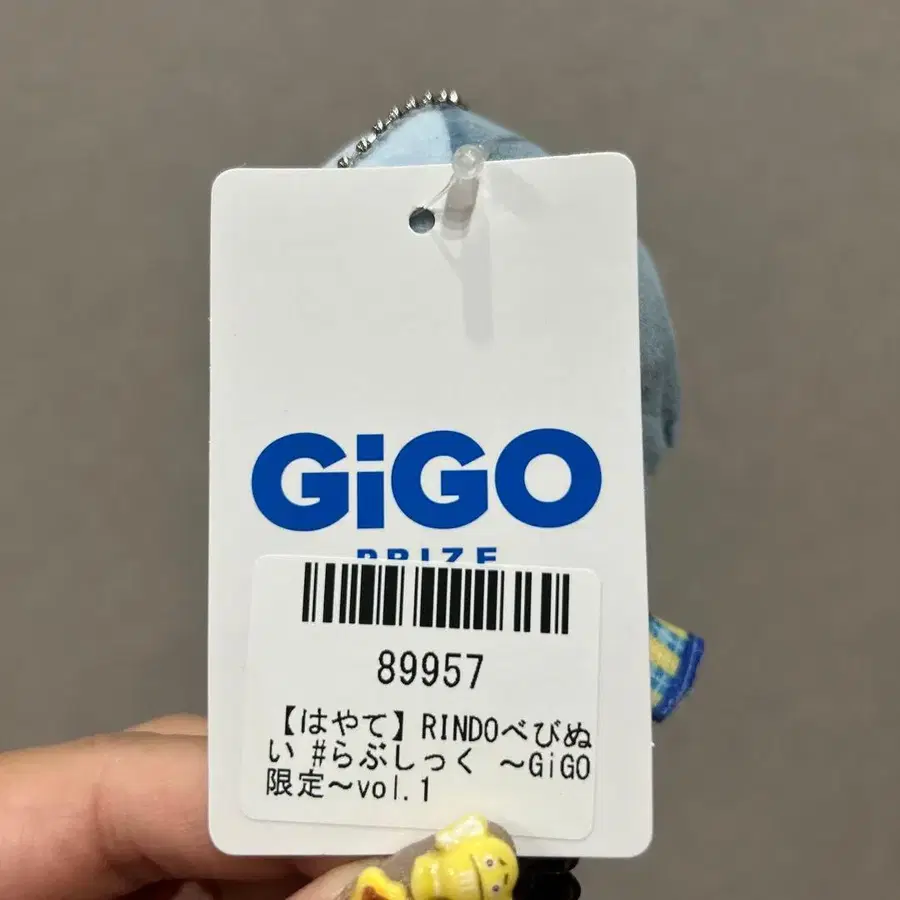 GiGO
PRIZE
89957
【はやて】RINDOべびぬ
い #らぶしっく ～GiGO
限定～vol.1